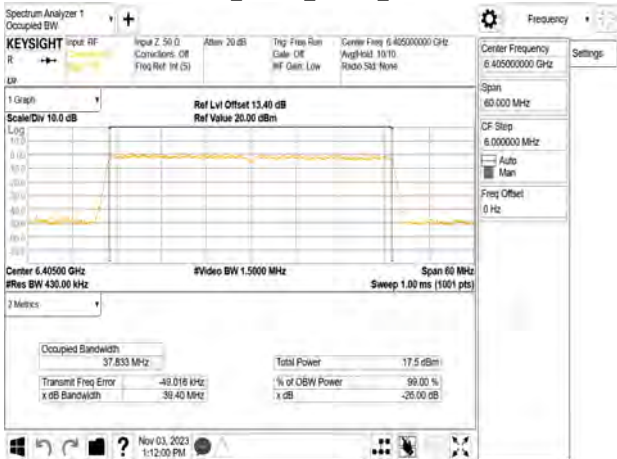 Spectrum Analyzer 1
Occupied BW
+
Frequency
KEYSIGHT Input: RF
R
Input Z: 50 Ω
Corrections: Off
Freq Ref: Int (S)
Atten: 20 dB
Trig: Free Run
Gate: Off
#IF Gain: Low
Center Freq: 6.405000000 GHz
Avg|Hold: 10/10
Radio Std: None
Center Frequency
6.405000000 GHz
Settings
Span
60.000 MHz
CF Step
6.000000 MHz
Auto
Man
Freq Offset
0 Hz
1 Graph
Scale/Div 10.0 dB
Ref Lvl Offset 13.40 dB
Ref Value 20.00 dBm
Log
10.0
0.00
Center 6.40500 GHz
#Res BW 430.00 kHz
#Video BW 1.5000 MHz
Span 60 MHz
Sweep 1.00 ms (1001 pts)
2 Metrics
Occupied Bandwidth
37.833 MHz
Total Power 17.5 dBm
Transmit Freq Error -49.016 kHz
% of OBW Power 99.00 %
x dB Bandwidth 39.40 MHz
x dB -26.00 dB
?
Nov 03, 2023
1:12:00 PM